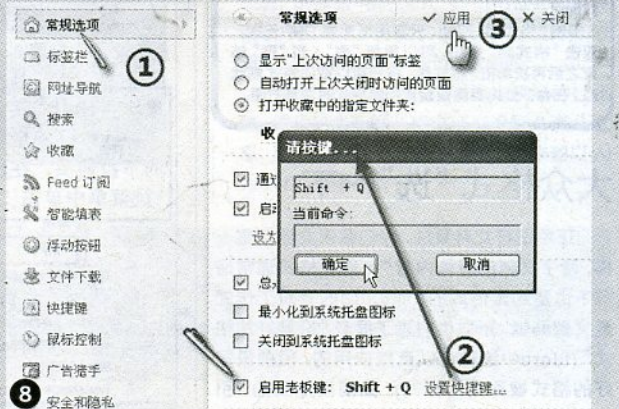 常规选项
标签栏
网址导航
搜索
收藏
Feed 订阅
智能填表
浮动按钮
文件下载
快捷键
鼠标控制
广告猎手
安全和隐私
①
8
常规选项
应用
③
关闭
显示"上次访问的页面"标签
自动打开上次关闭时访问的页面
打开收藏中的指定文件夹:
收
请按键...
Shift + Q
当前命令:
确定
取消
通过
启动
设为
总
最小化到系统托盘图标
关闭到系统托盘图标
②
启用老板键: Shift + Q 设置快捷键...